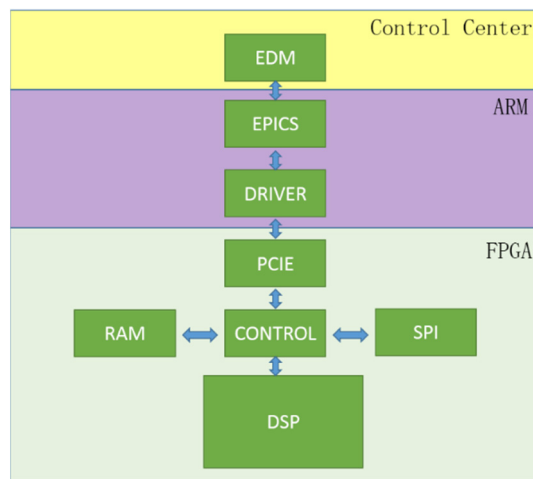 Control Center
EDM
ARM
EPICS
DRIVER
FPGA
PCIE
RAM
CONTROL
SPI
DSP